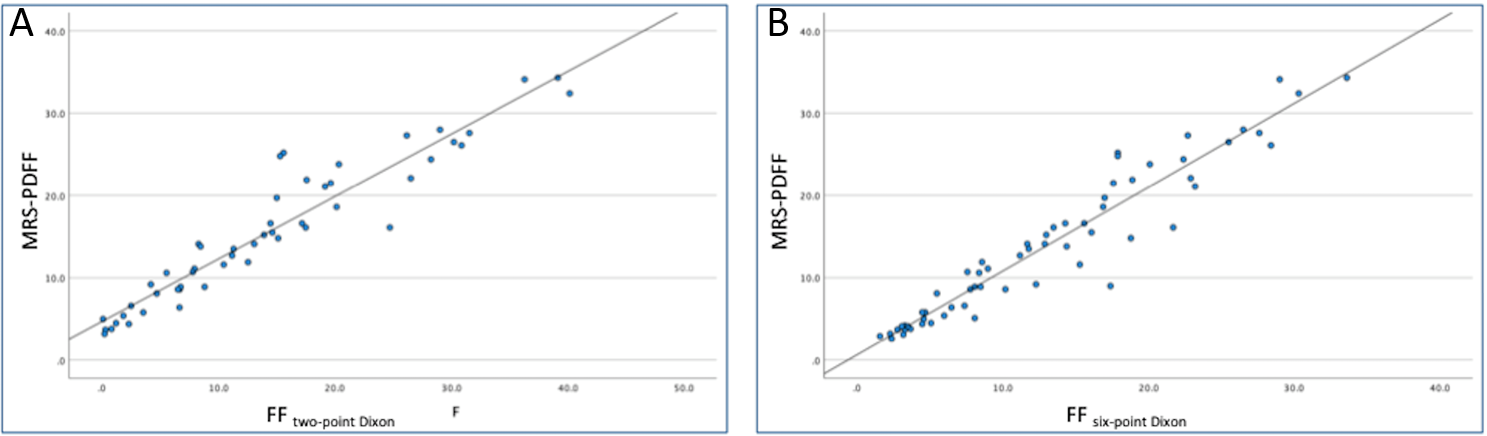 A
40.0
30.0
20.0
10.0
.0
MRS-PDFF
.0 10.0 20.0 30.0 40.0 50.0
FF two-point Dixon F
B
40.0
30.0
20.0
10.0
.0
MRS-PDFF
.0 10.0 20.0 30.0 40.0
FF six-point Dixon